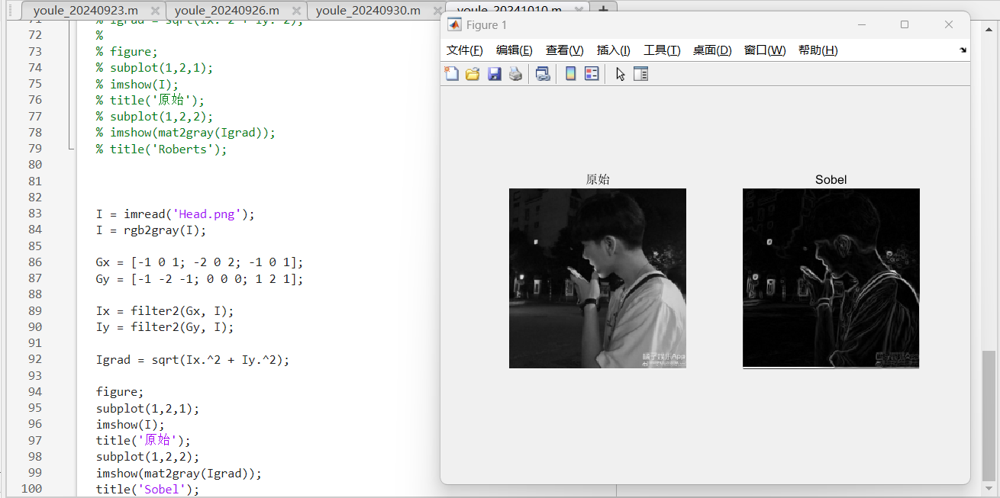 youle_20240923.m
youle_20240926.m
youle_20240930.m
youle_20241010.m
71 % Igrad = sqrt(Ix.^2 + Iy.^2);
72 %
73 % figure;
74 % subplot(1,2,1);
75 % imshow(I);
76 % title('原始');
77 % subplot(1,2,2);
78 % imshow(mat2gray(Igrad));
79 % title('Roberts');
80
81
82
83 I = imread('Head.png');
84 I = rgb2gray(I);
85
86 Gx = [-1 0 1; -2 0 2; -1 0 1];
87 Gy = [-1 -2 -1; 0 0 0; 1 2 1];
88
89 Ix = filter2(Gx, I);
90 Iy = filter2(Gy, I);
91
92 Igrad = sqrt(Ix.^2 + Iy.^2);
93
94 figure;
95 subplot(1,2,1);
96 imshow(I);
97 title('原始');
98 subplot(1,2,2);
99 imshow(mat2gray(Igrad));
100 title('Sobel');
Figure 1
文件(F) 编辑(E) 查看(V) 插入(I) 工具(T) 桌面(D) 窗口(W) 帮助(H)
原始
Sobel